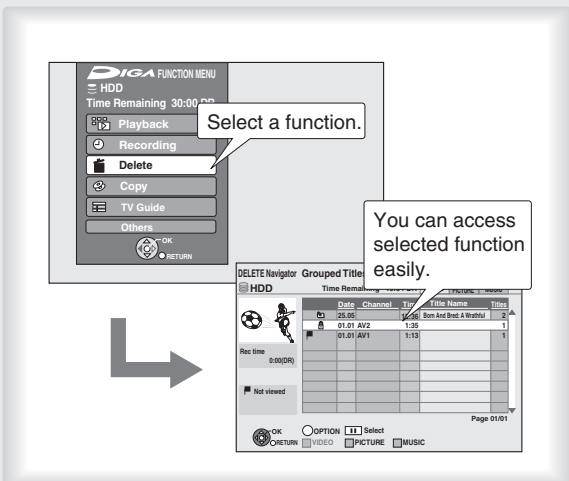 DIGA FUNCTION MENU
HDD
Time Remaining 30:00 DR
Playback
Recording
Delete
Copy
TV Guide
Others
OK
RETURN
Select a function.
You can access
selected function
easily.
DELETE Navigator Grouped Titles
HDD Time Remaining PICTURE MUSIC
Date Channel Time Title Name Titles
25.05 Born And Bred: A Wrathful 2
01.01 AV2 1:35 1
01.01 AV1 1:13 1
Rec time
0:00(DR)
Not viewed
Page 01/01
OK OPTION Select
RETURN VIDEO PICTURE MUSIC